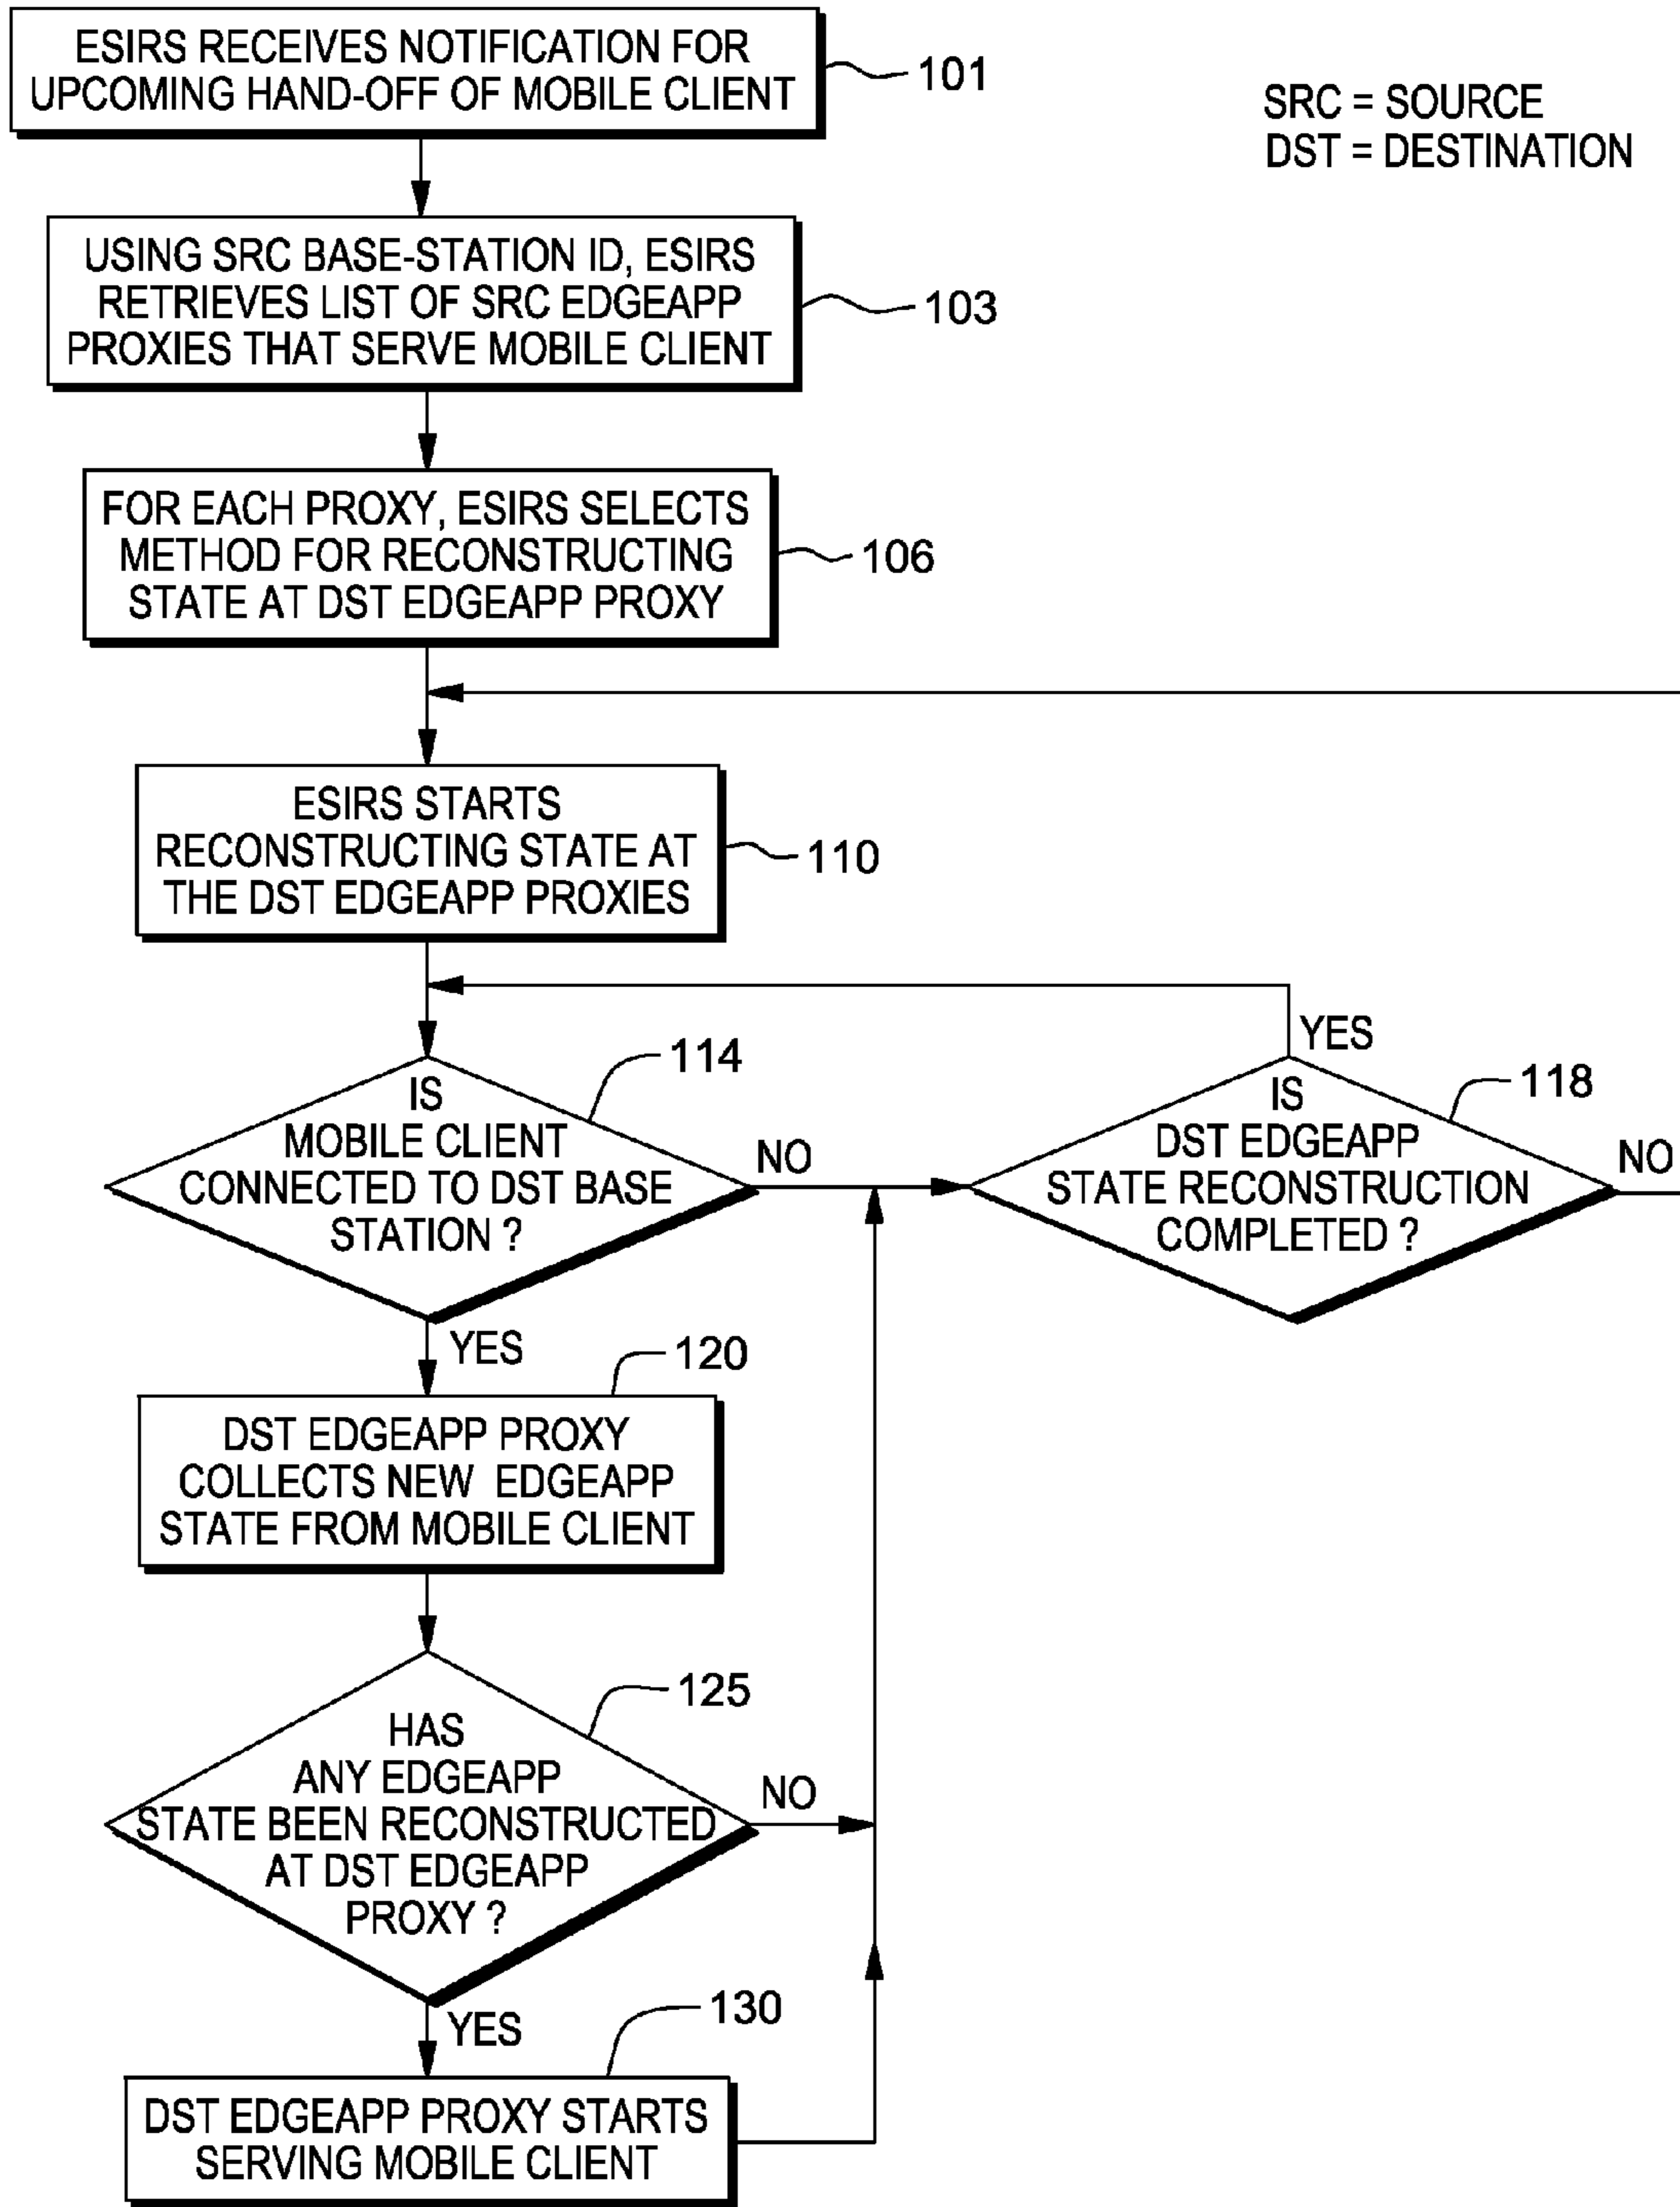 ESIRS RECEIVES NOTIFICATION FOR
UPCOMING HAND-OFF OF MOBILE CLIENT
101
SRC = SOURCE
DST = DESTINATION
USING SRC BASE-STATION ID, ESIRS
RETRIEVES LIST OF SRC EDGEAPP
PROXIES THAT SERVE MOBILE CLIENT
103
FOR EACH PROXY, ESIRS SELECTS
METHOD FOR RECONSTRUCTING
STATE AT DST EDGEAPP PROXY
106
ESIRS STARTS
RECONSTRUCTING STATE AT
THE DST EDGEAPP PROXIES
110
IS
MOBILE CLIENT
CONNECTED TO DST BASE
STATION ?
114
NO
YES
IS
DST EDGEAPP
STATE RECONSTRUCTION
COMPLETED ?
118
YES
NO
DST EDGEAPP PROXY
COLLECTS NEW EDGEAPP
STATE FROM MOBILE CLIENT
120
HAS
ANY EDGEAPP
STATE BEEN RECONSTRUCTED
AT DST EDGEAPP
PROXY ?
125
NO
YES
DST EDGEAPP PROXY STARTS
SERVING MOBILE CLIENT
130